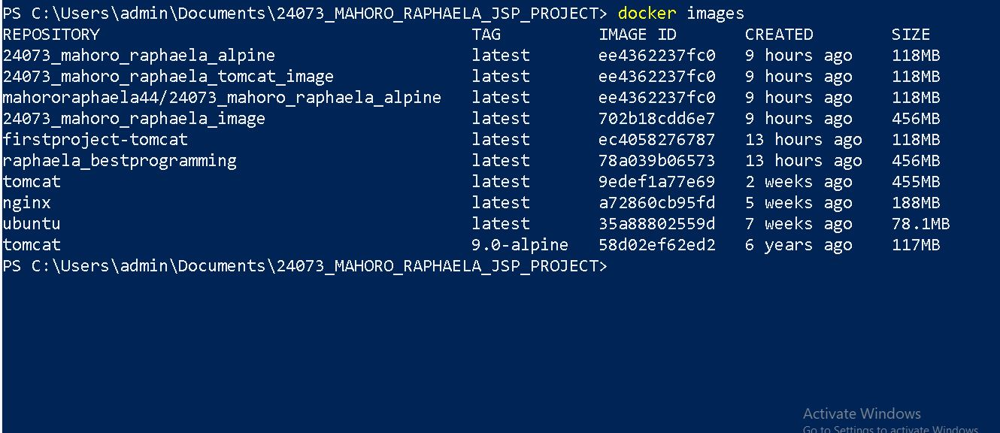 PS C:\Users\admin\Documents\24073_MAHORO_RAPHAELA_JSP_PROJECT> docker images
REPOSITORY TAG IMAGE ID CREATED SIZE
24073_mahoro_raphaela_alpine latest ee4362237fc0 9 hours ago 118MB
24073_mahoro_raphaela_tomcat_image latest ee4362237fc0 9 hours ago 118MB
mahororaphaela44/24073_mahoro_raphaela_alpine latest ee4362237fc0 9 hours ago 118MB
24073_mahoro_raphaela_image latest 702b18cdd6e7 9 hours ago 456MB
firstproject-tomcat latest ec4058276787 13 hours ago 118MB
raphaela_bestprogramming latest 78a039b06573 13 hours ago 456MB
tomcat latest 9edef1a77e69 2 weeks ago 455MB
nginx latest a72860cb95fd 5 weeks ago 188MB
ubuntu latest 35a88802559d 7 weeks ago 78.1MB
tomcat 9.0-alpine 58d02ef62ed2 6 years ago 117MB
PS C:\Users\admin\Documents\24073_MAHORO_RAPHAELA_JSP_PROJECT>
Activate Windows
Go to Settings to activate Windows.